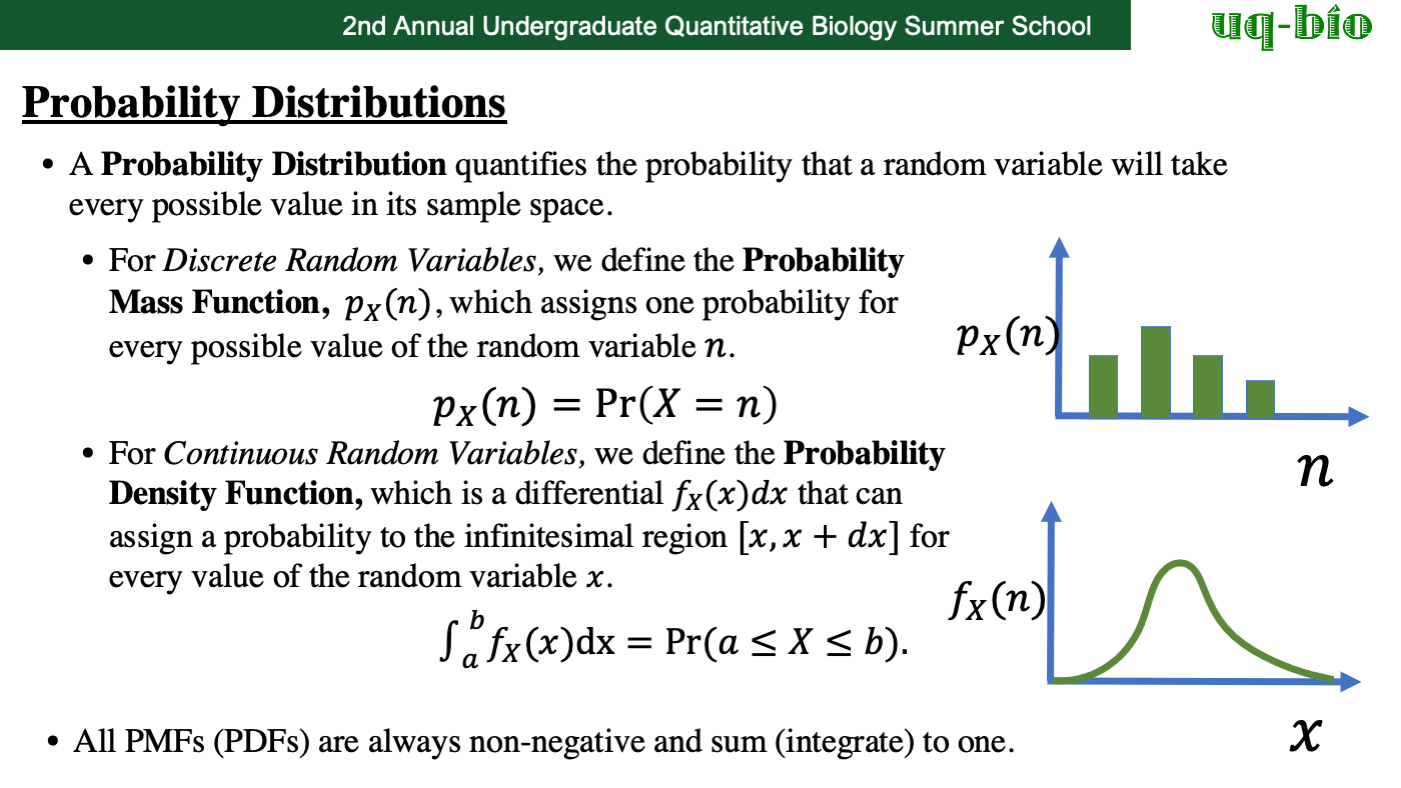 2nd Annual Undergraduate Quantitative Biology Summer School
uq-bio
Probability Distributions
• A Probability Distribution quantifies the probability that a random variable will take
every possible value in its sample space.
• For Discrete Random Variables, we define the Probability
Mass Function, p_X(n), which assigns one probability for
every possible value of the random variable n.
p_X(n) = Pr(X = n)
• For Continuous Random Variables, we define the Probability
Density Function, which is a differential f_X(x)dx that can
assign a probability to the infinitesimal region [x, x + dx] for
every value of the random variable x.
∫_a^b f_X(x)dx = Pr(a ≤ X ≤ b).
• All PMFs (PDFs) are always non-negative and sum (integrate) to one.
p_X(n)
n
f_X(n)
x